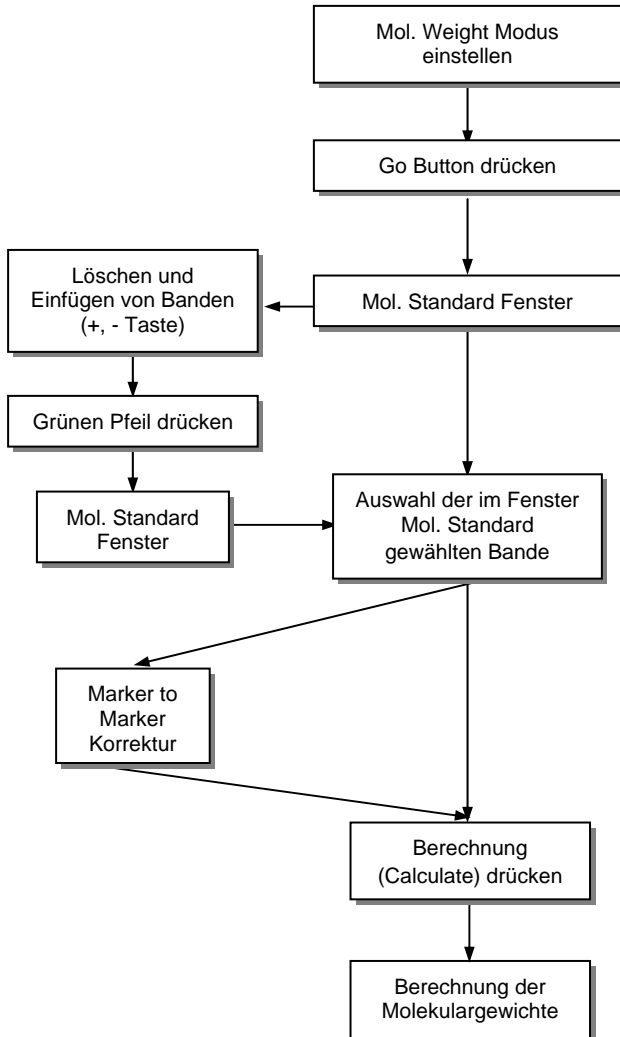 Mol. Weight Modus
einstellen
Go Button drücken
Mol. Standard Fenster
Löschen und
Einfügen von Banden
(+, - Taste)
Grünen Pfeil drücken
Mol. Standard
Fenster
Auswahl der im Fenster
Mol. Standard
gewählten Bande
Marker to
Marker
Korrektur
Berechnung
(Calculate) drücken
Berechnung der
Molekulargewichte